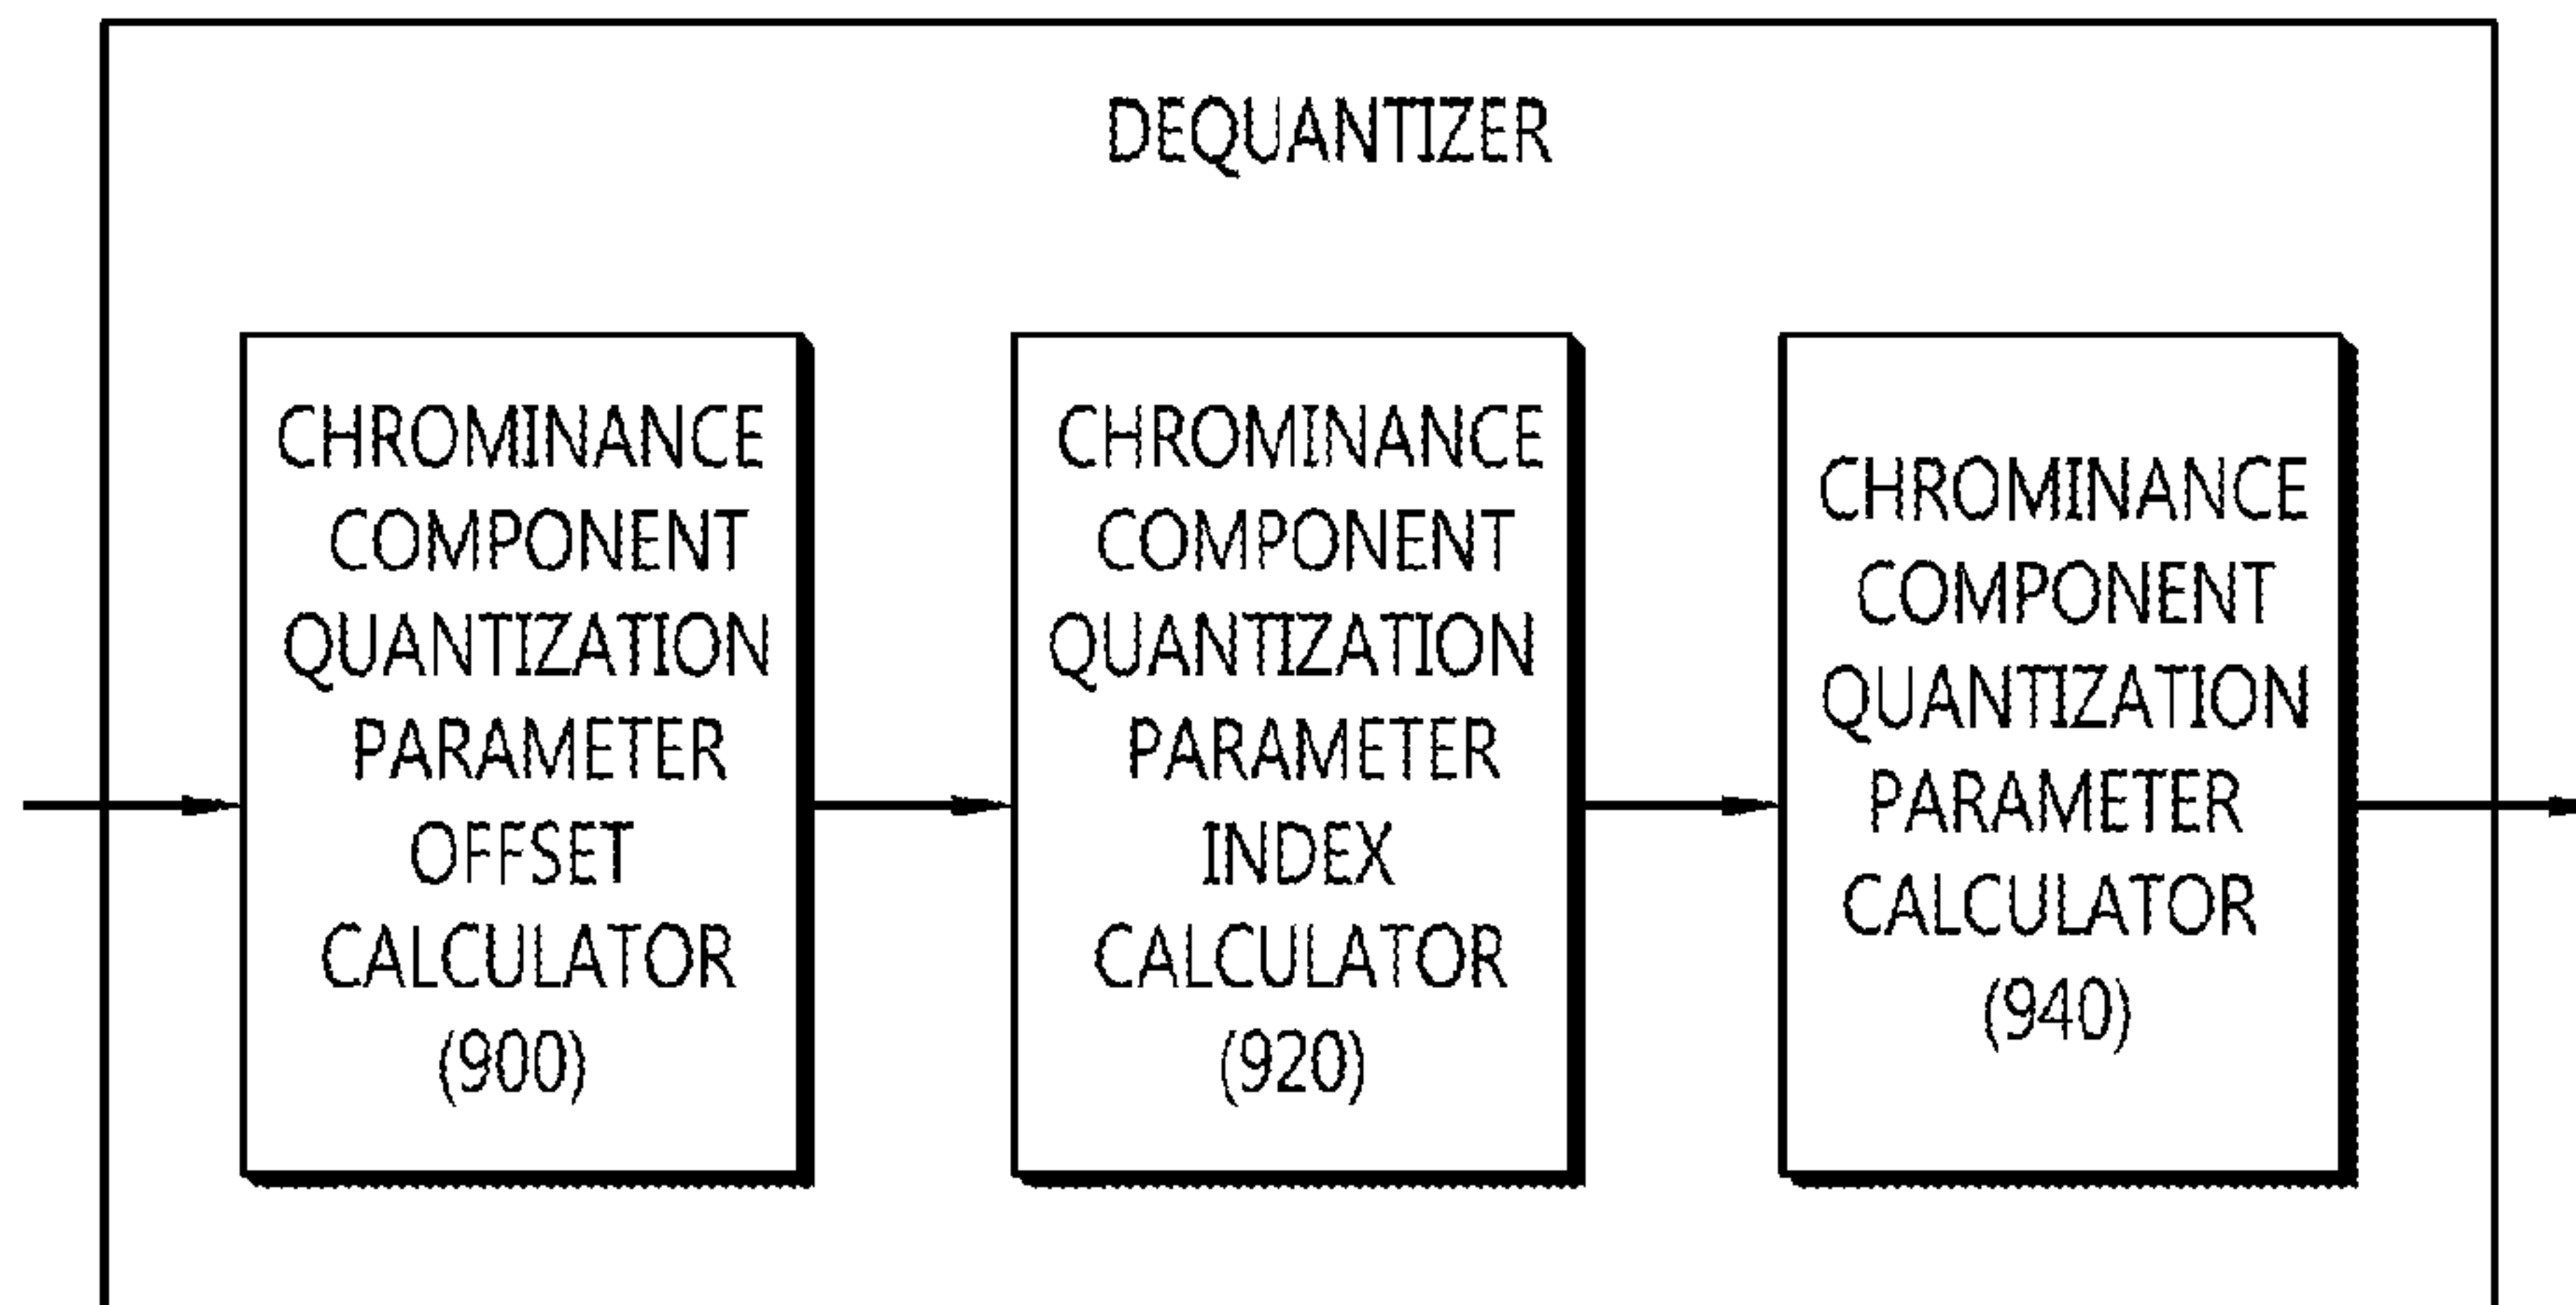 DEQUANTIZER
CHROMINANCE
COMPONENT
QUANTIZATION
PARAMETER
OFFSET
CALCULATOR
(900)
CHROMINANCE
COMPONENT
QUANTIZATION
PARAMETER
INDEX
CALCULATOR
(920)
CHROMINANCE
COMPONENT
QUANTIZATION
PARAMETER
CALCULATOR
(940)